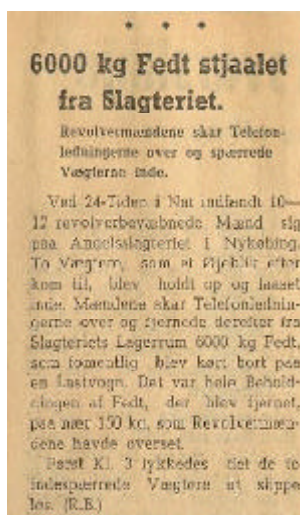 * * *
6000 kg Fedt stjaalet
fra Slagteriet.
Revolvermændene skar Telefon-
ledningerne over og spærrede
Vægterne inde.
Ved 24-Tiden i Nat indfandt 10—
12 revolverbevæbnede Mænd sig
paa Andelsslagteriet i Nykøbing.
To Vægtere, som et Øjeblik efter
kom til, blev holdt op og laaset
inde. Mændene skar Telefonlednin-
gerne over og fjernede derefter fra
Slagteriets Lagerrum 6000 kg Fedt,
som fomentlig blev kørt bort paa
en Lastvogn. Det var hele Behold-
ningen af Fedt, der blev fjernet,
paa nær 150 kg, som Revolvermæn-
dene havde overset.
Først Kl. 3 lykkedes det de to
indespærrede Vægtere at slippe
løs. (R.B.)